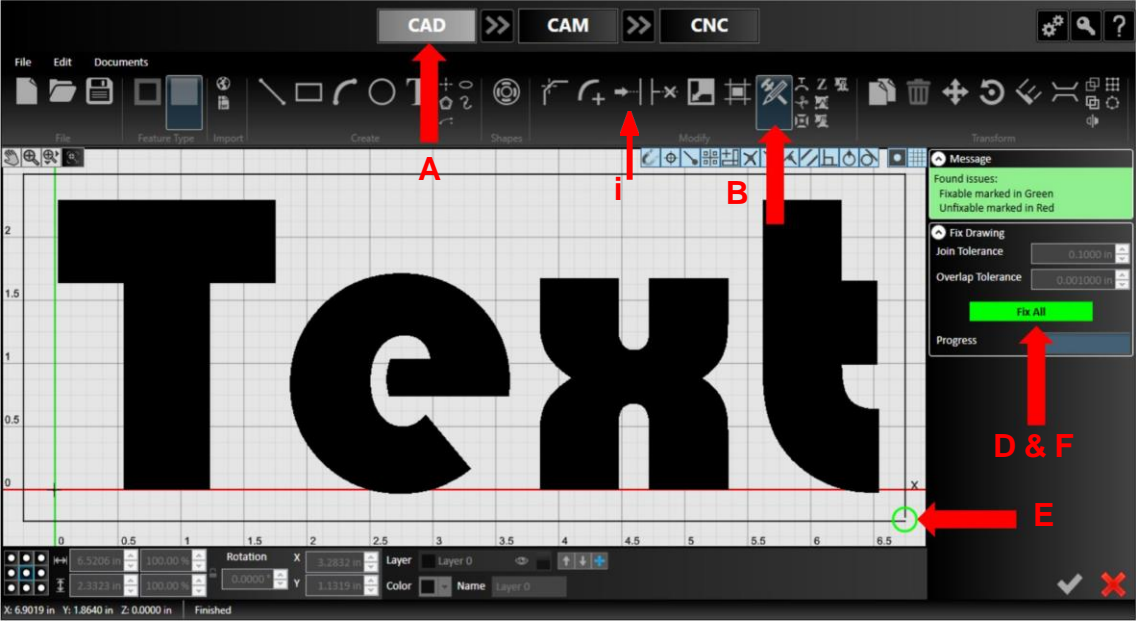 CAD >> CAM >> CNC
File Edit Documents
File Feature Type Import Create Shapes Modify Transform
A
i
B
Message
Found issues:
Fixable marked in Green
Unfixable marked in Red
Fix Drawing
Join Tolerance 0.1000 in
Overlap Tolerance 0.001000 in
Fix All
Progress
D & F
E
Text
2
1.5
1
0.5
0
X
0 0.5 1 1.5 2 2.5 3 3.5 4 4.5 5 5.5 6 6.5
6.5206 in 100.00 % Rotation X 3.2832 in Layer Layer 0
2.3323 in 100.00 % 0.0000 ° Y 1.1319 in Color Name Layer 0
X: 6.9019 in Y: 1.8640 in Z: 0.0000 in Finished